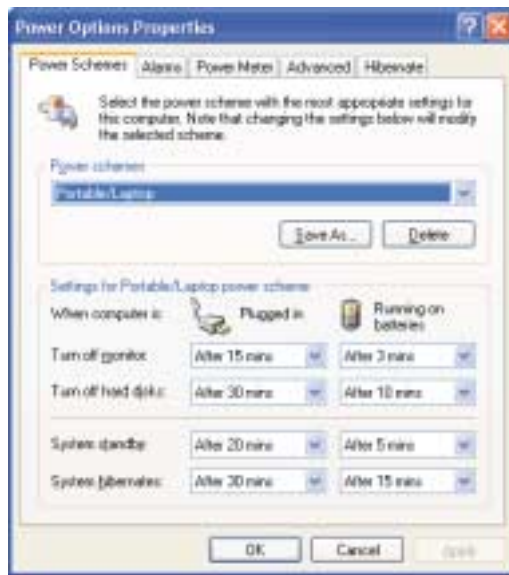 Power Options Properties
Power Schemes Alarms Power Meter Advanced Hibernate
Select the power scheme with the most appropriate settings for
this computer. Note that changing the settings below will modify
the selected scheme.
Power schemes
Portable/Laptop
Save As... Delete
Settings for Portable/Laptop power scheme
When computer is: Plugged in Running on
batteries
Turn off monitor: After 15 mins After 3 mins
Turn off hard disks: After 30 mins After 10 mins
System standby: After 20 mins After 5 mins
System hibernates: After 30 mins After 15 mins
OK Cancel Apply